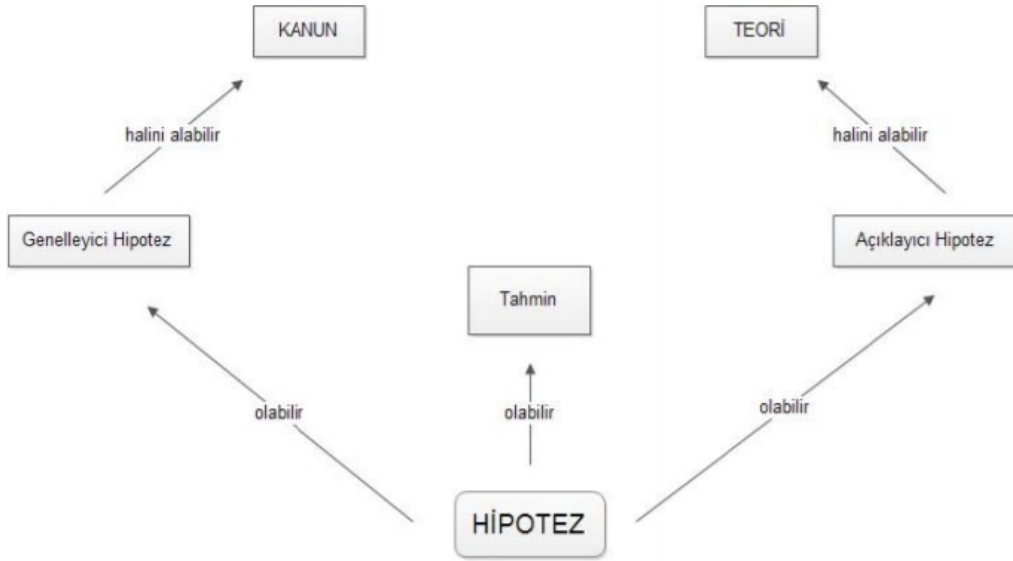 KANUN
TEORİ
halini alabilir
halini alabilir
Genelleyici Hipotez
Açıklayıcı Hipotez
Tahmin
olabilir
olabilir
olabilir
HİPOTEZ